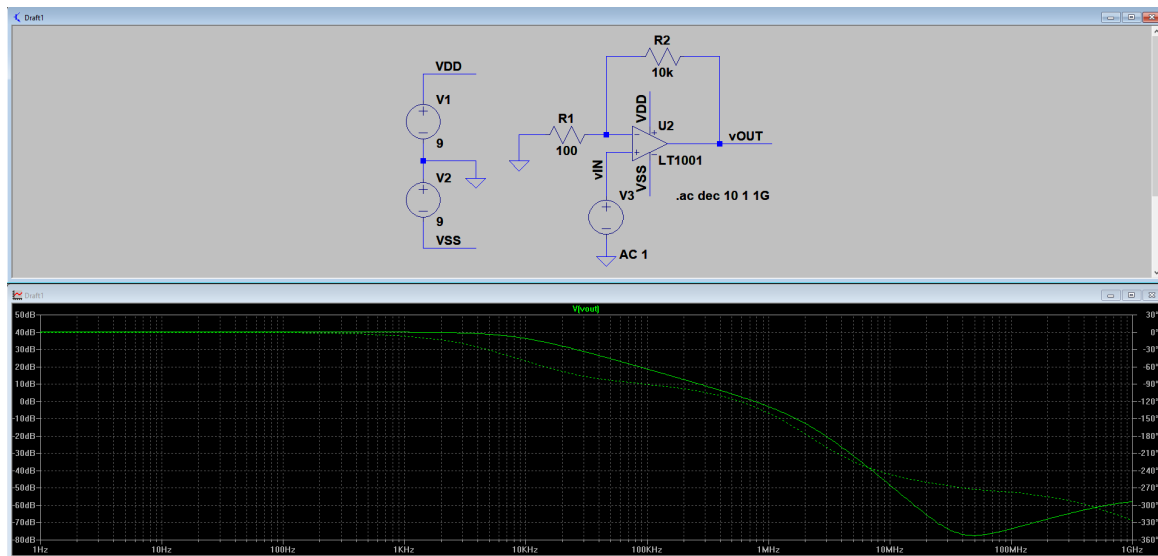 Draft1
VDD
V1
9
V2
9
VSS
R2
10k
R1
100
VDD
U2
LT1001
vOUT
vIN
VSS
V3
AC 1
.ac dec 10 1 1G
Draft1
V(vout)
50dB
40dB
30dB
20dB
10dB
0dB
-10dB
-20dB
-30dB
-40dB
-50dB
-60dB
-70dB
-80dB
30°
0°
-30°
-60°
-90°
-120°
-150°
-180°
-210°
-240°
-270°
-300°
-330°
-360°
1Hz 10Hz 100Hz 1KHz 10KHz 100KHz 1MHz 10MHz 100MHz 1GHz